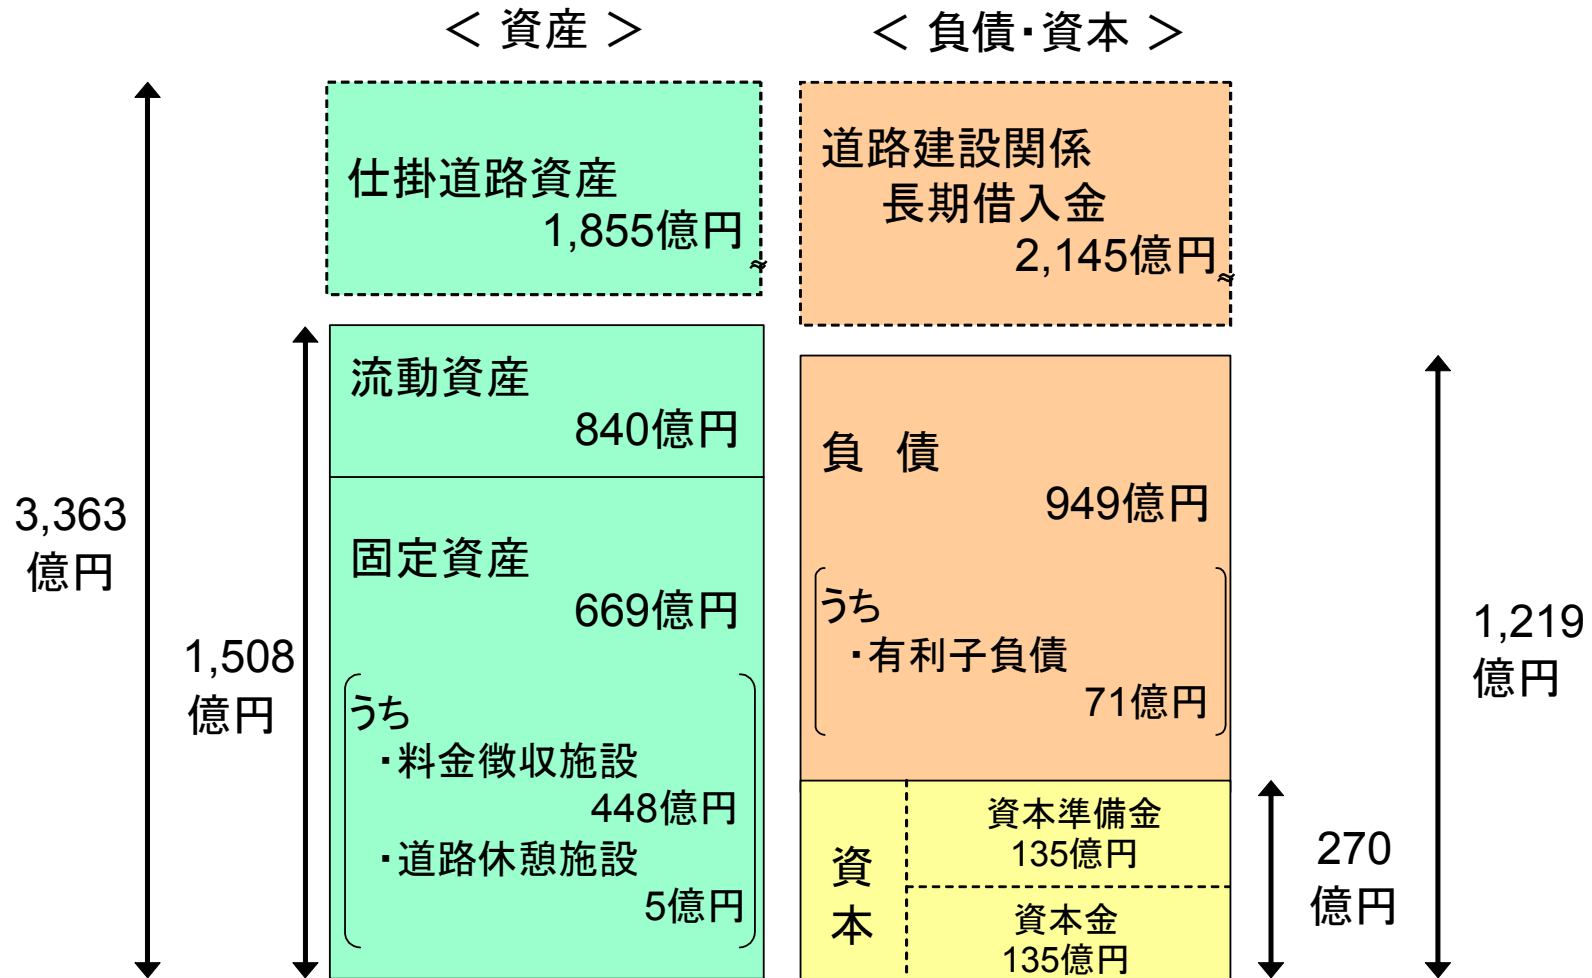 ＜ 資産 ＞
＜ 負債・資本 ＞
3,363
億円
1,508
億円
仕掛道路資産
1,855億円
流動資産
840億円
固定資産
669億円
うち
・料金徴収施設
448億円
・道路休憩施設
5億円
道路建設関係
長期借入金
2,145億円
負 債
949億円
うち
・有利子負債
71億円
資
本
資本準備金
135億円
資本金
135億円
270
億円
1,219
億円